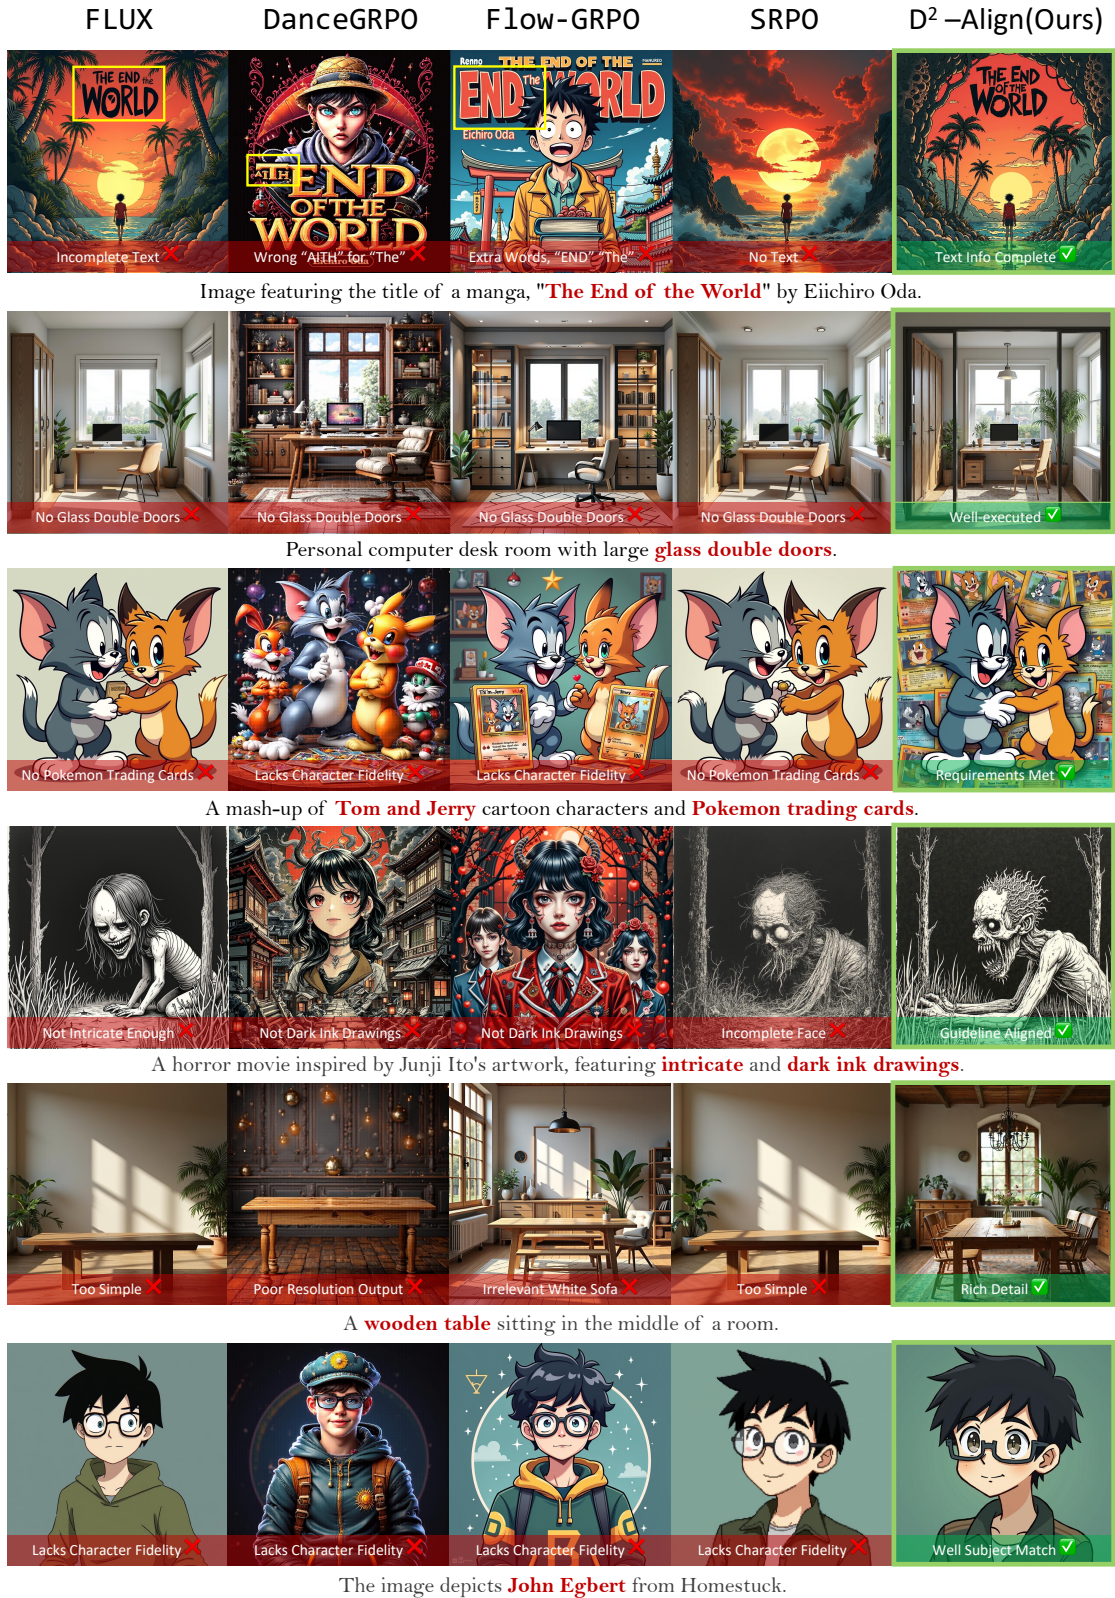 FLUX DanceGRPO Flow-GRPO SRPO D² –Align(Ours)
THE END the
WORLD
AITH END
OF THE
WORLD
Renno THE END OF THE
END The WORLD
Eiichiro Oda
THE END
OF THE
WORLD
Incomplete Text ❌ Wrong “AITH” for “The” ❌ Extra Words, “END” “The” ❌ No Text ❌ Text Info Complete ✅
Image featuring the title of a manga, "The End of the World" by Eiichiro Oda.
No Glass Double Doors ❌ No Glass Double Doors ❌ No Glass Double Doors ❌ No Glass Double Doors ❌ Well-executed ✅
Personal computer desk room with large glass double doors.
No Pokemon Trading Cards ❌ Lacks Character Fidelity ❌ Lacks Character Fidelity ❌ No Pokemon Trading Cards ❌ Requirements Met ✅
A mash-up of Tom and Jerry cartoon characters and Pokemon trading cards.
Not Intricate Enough ❌ Not Dark Ink Drawings ❌ Not Dark Ink Drawings ❌ Incomplete Face ❌ Guideline Aligned ✅
A horror movie inspired by Junji Ito's artwork, featuring intricate and dark ink drawings.
Too Simple ❌ Poor Resolution Output ❌ Irrelevant White Sofa ❌ Too Simple ❌ Rich Detail ✅
A wooden table sitting in the middle of a room.
Lacks Character Fidelity ❌ Lacks Character Fidelity ❌ Lacks Character Fidelity ❌ Lacks Character Fidelity ❌ Well Subject Match ✅
The image depicts John Egbert from Homestuck.